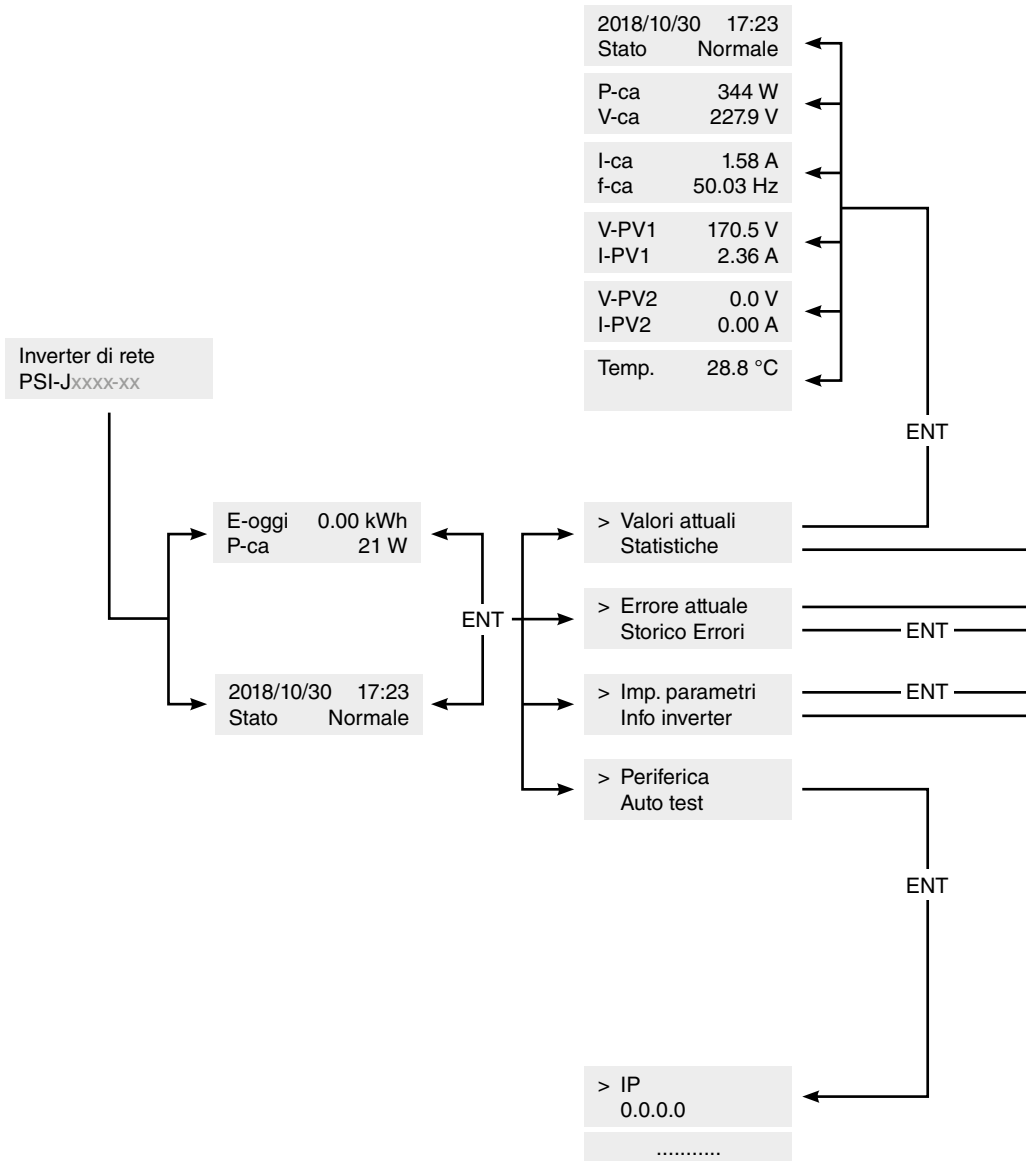 2018/10/30 17:23
Stato Normale
P-ca 344 W
V-ca 227.9 V
I-ca 1.58 A
f-ca 50.03 Hz
V-PV1 170.5 V
I-PV1 2.36 A
V-PV2 0.0 V
I-PV2 0.00 A
Temp. 28.8 °C
ENT
Inverter di rete
PSI-Jxxxx-xx
E-oggi 0.00 kWh
P-ca 21 W
ENT
2018/10/30 17:23
Stato Normale
> Valori attuali
Statistiche
> Errore attuale
Storico Errori
ENT
> Imp. parametri
Info inverter
ENT
> Periferica
Auto test
ENT
> IP
0.0.0.0
...........